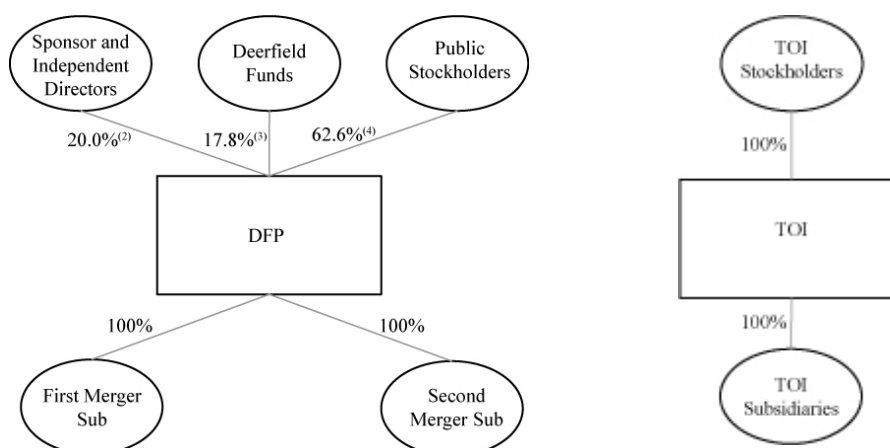 Sponsor and
Independent
Directors
Deerfield
Funds
Public
Stockholders
20.0%(2)
17.8%(3)
62.6%(4)
DFP
100%
100%
First Merger
Sub
Second
Merger Sub
TOI
Stockholders
100%
TOI
100%
TOI
Subsidiaries